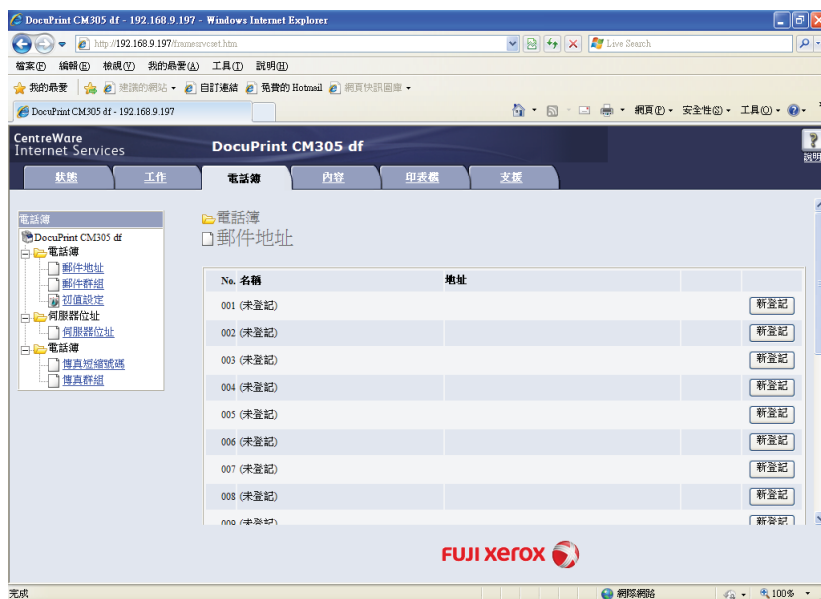 DocuPrint CM305 df - 192.168.9.197 - Windows Internet Explorer
http://192.168.9.197/framesrvcset.htm
Live Search
檔案(F) 編輯(E) 檢視(V) 我的最愛(A) 工具(T) 說明(H)
我的最愛 建議的網站 自訂連結 免費的 Hotmail 網頁快訊圖庫
DocuPrint CM305 df - 192.168.9.197
網頁(P) 安全性(S) 工具(O)
CentreWare
Internet Services
DocuPrint CM305 df
說明
狀態 工作 電話簿 內容 印表機 支援
電話簿
DocuPrint CM305 df
電話簿
郵件地址
郵件群組
初值設定
伺服器位址
伺服器位址
電話簿
傳真短縮號碼
傳真群組
電話簿
郵件地址
No. 名稱 地址
001 (未登記) 新登記
002 (未登記) 新登記
003 (未登記) 新登記
004 (未登記) 新登記
005 (未登記) 新登記
006 (未登記) 新登記
007 (未登記) 新登記
008 (未登記) 新登記
009 (未登記) 新登記
FUJI xerox
完成 網際網路 100%